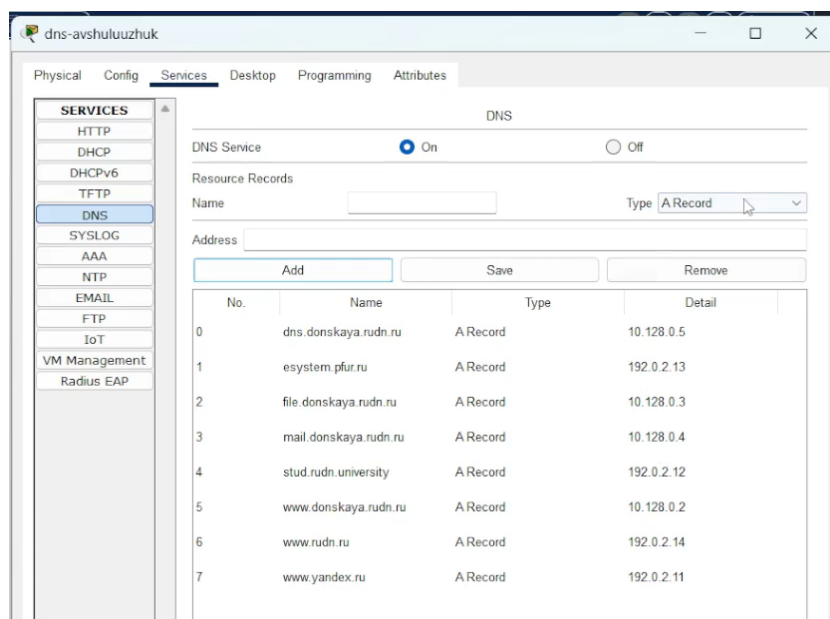 dns-avshuluuzhuk
Physical Config Services Desktop Programming Attributes
SERVICES
HTTP
DHCP
DHCPv6
TFTP
DNS
SYSLOG
AAA
NTP
EMAIL
FTP
IoT
VM Management
Radius EAP
DNS
DNS Service On Off
Resource Records
Name Type A Record
Address
Add Save Remove
No. Name Type Detail
0 dns.donskaya.rudn.ru A Record 10.128.0.5
1 esystem.pfur.ru A Record 192.0.2.13
2 file.donskaya.rudn.ru A Record 10.128.0.3
3 mail.donskaya.rudn.ru A Record 10.128.0.4
4 stud.rudn.university A Record 192.0.2.12
5 www.donskaya.rudn.ru A Record 10.128.0.2
6 www.rudn.ru A Record 192.0.2.14
7 www.yandex.ru A Record 192.0.2.11